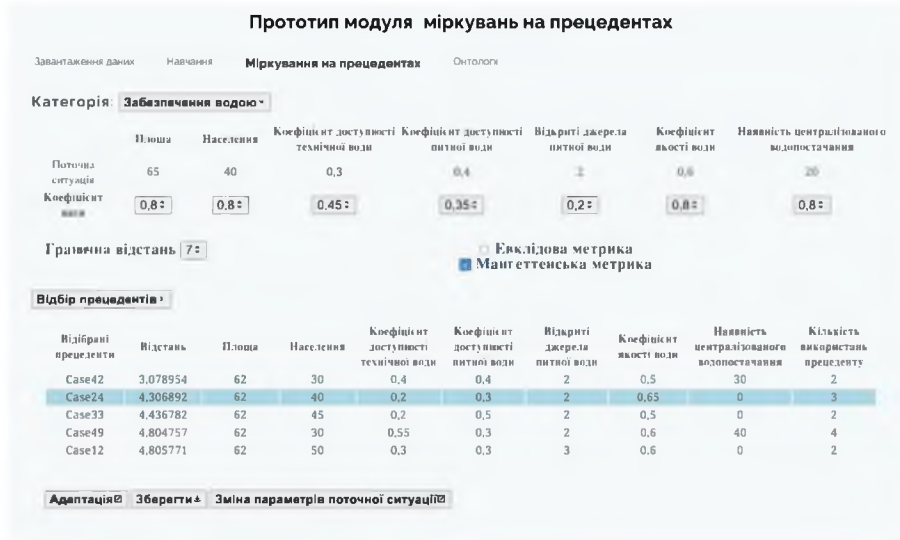 Прототип модуля міркувань на прецедентах
Завантаження даних Навчання Міркування на прецедентах Онтології
Категорія: Забезпечення водою
Площа Населення Коефіцієнт доступності технічної води Коефіцієнт доступності питної води Відкриті джерела питної води Коефіцієнт якості води Наявність централізованого водопостачання
Поточна ситуація 65 40 0,3 0,4 2 0,6 20
Коефіцієнт ваги 0,8 0,8 0,45 0,35 0,2 0,8 0,8
Гранична відстань 7
Евклідова метрика
Мангеттенська метрика
Відбір прецедентів
Відібрані прецеденти Відстань Площа Населення Коефіцієнт доступності технічної води Коефіцієнт доступності питної води Відкриті джерела питної води Коефіцієнт якості води Наявність централізованого водопостачання Кількість використань прецеденту
Case42 3,078954 62 30 0,4 0,4 2 0,5 30 2
Case24 4,306892 62 40 0,2 0,3 2 0,65 0 3
Case33 4,436782 62 45 0,2 0,5 2 0,5 0 2
Case49 4,804757 62 30 0,55 0,3 2 0,6 40 4
Case12 4,805771 62 50 0,3 0,3 3 0.6 0 2
Адаптація Зберегти Зміна параметрів поточної ситуації